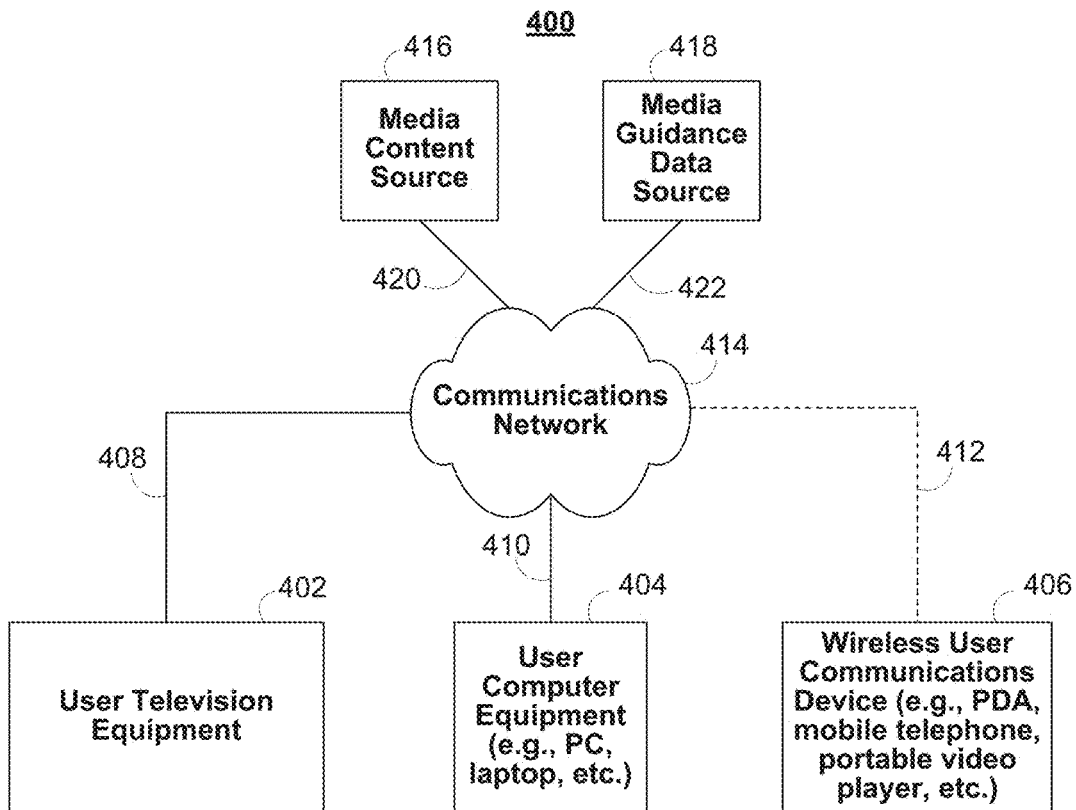 400
416
418
Media
Content
Source
Media
Guidance
Data
Source
420
422
414
Communications
Network
408
412
410
402
404
406
User Television
Equipment
User
Computer
Equipment
(e.g., PC,
laptop, etc.)
Wireless User
Communications
Device (e.g., PDA,
mobile telephone,
portable video
player, etc.)